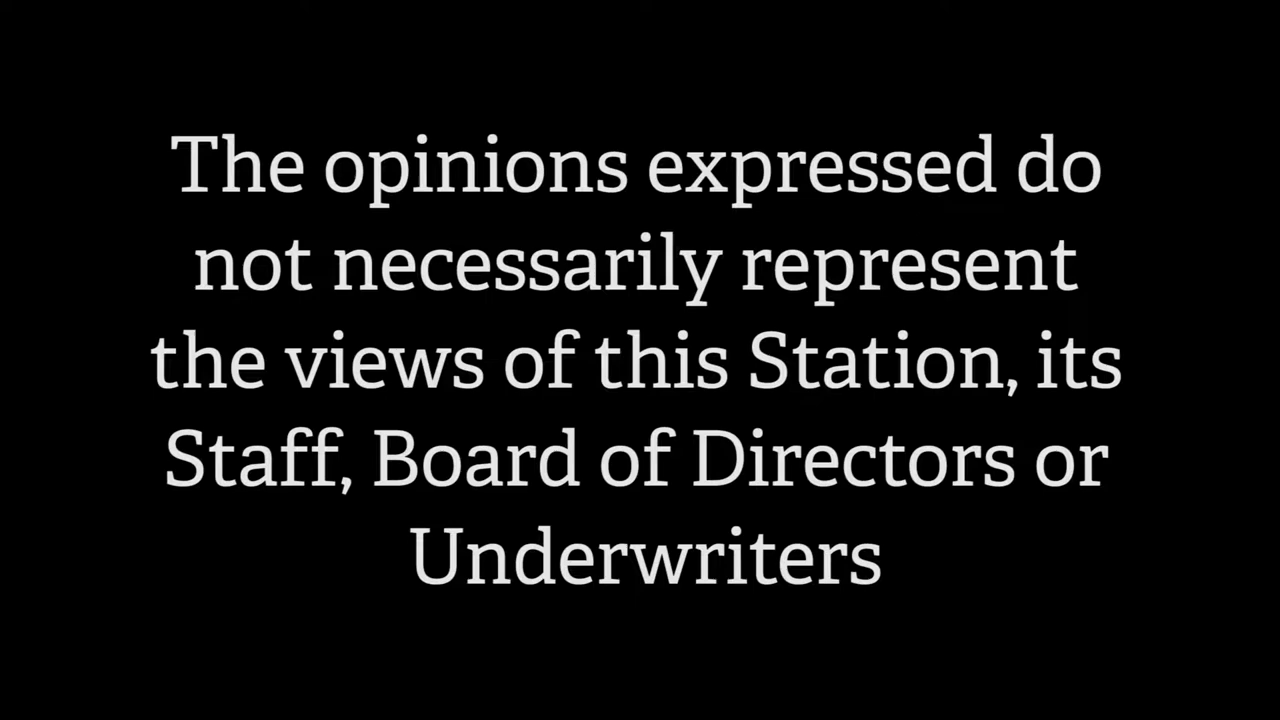 The opinions expressed do
not necessarily represent
the views of this Station, its
Staff, Board of Directors or
Underwriters